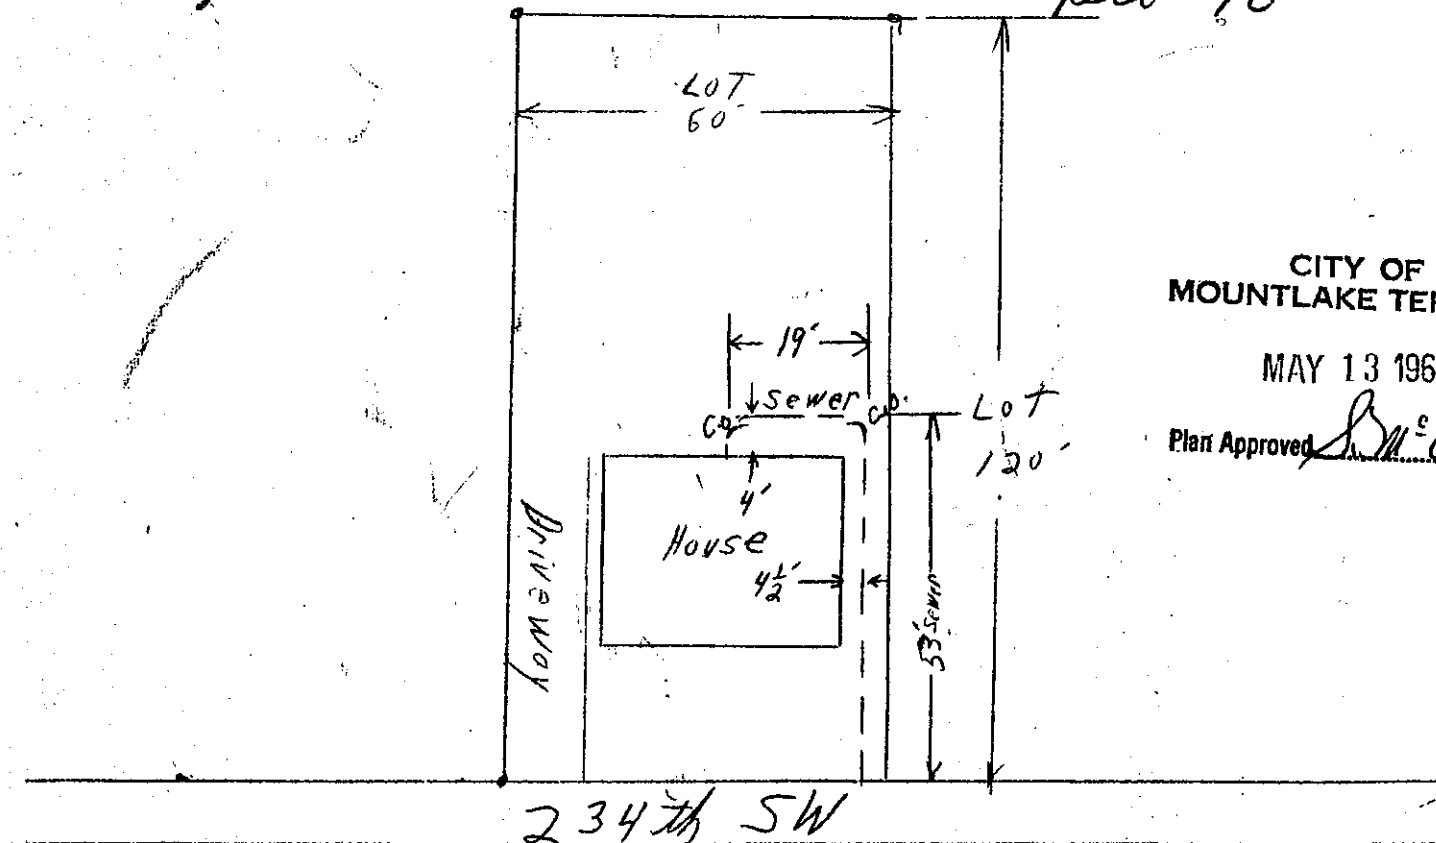 LOT
60'
CITY OF
MOUNTLAKE TER
19'
MAY 13 196
Sewer
C.O.
C.O.
LOT
120'
Plan Approved
4'
House
4½'
Driveway
53' Sewer
234th SW